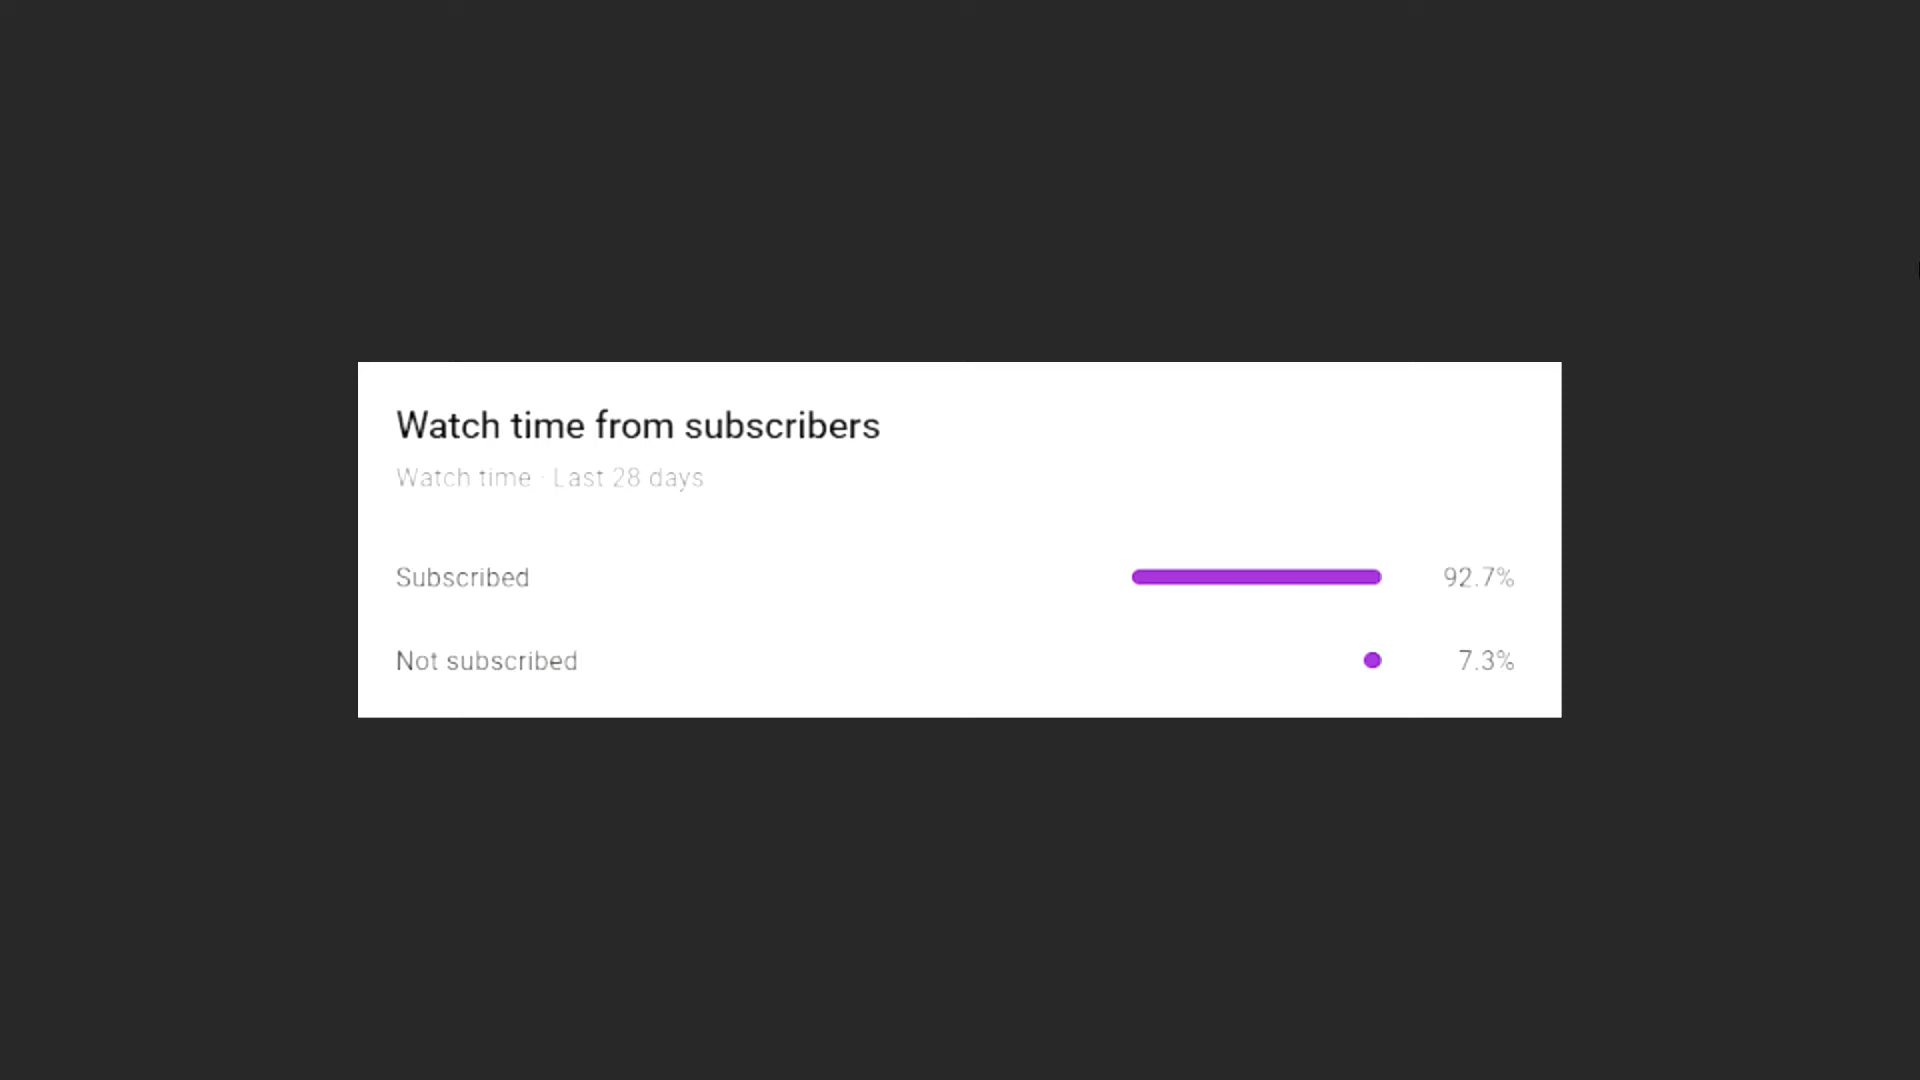 Watch time from subscribers
Watch time · Last 28 days
Subscribed 92.7%
Not subscribed 7.3%